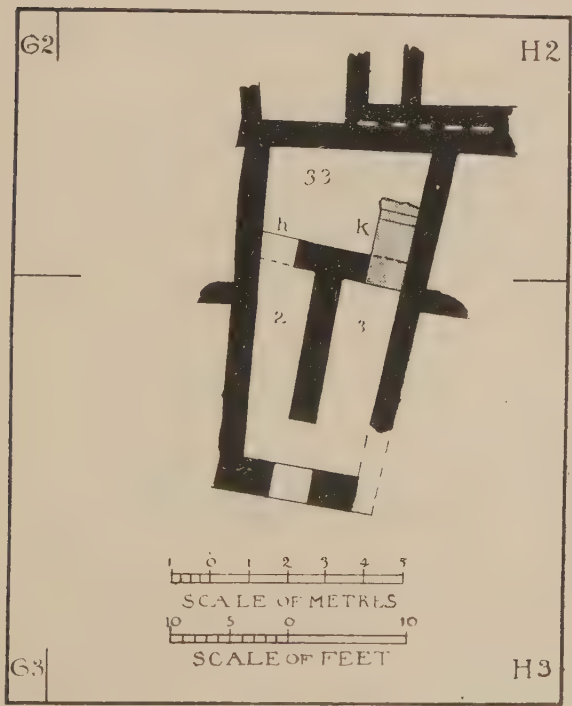 G2 H2
33
h k
2 3
1 0 1 2 3 4 5
SCALE OF METRES
10 5 0 10
SCALE OF FEET
G3 H3